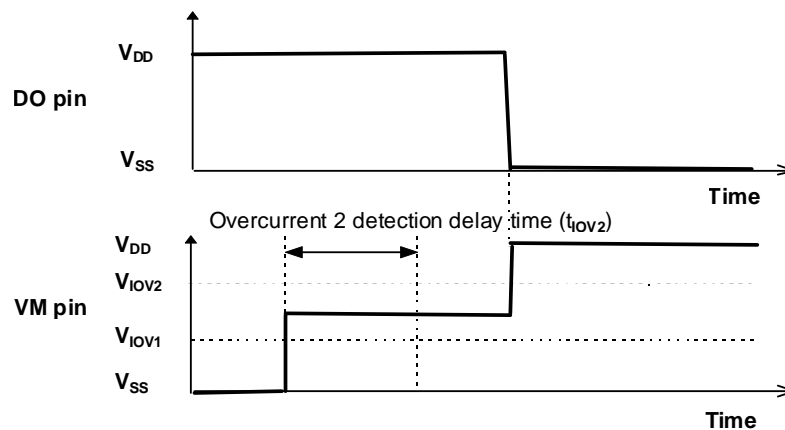 VDD
DO pin
VSS
Time
Overcurrent 2 detection delay time (tIOV2)
VDD
VIOV2
VM pin
VIOV1
VSS
Time